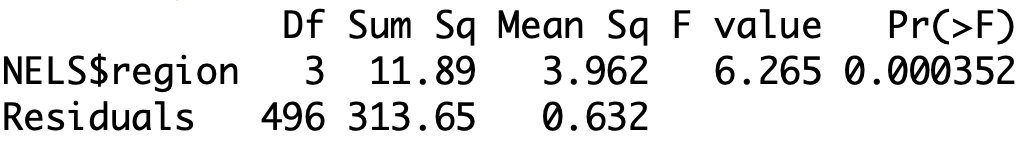 Df Sum Sq Mean Sq F value Pr(>F)
NELS$region 3 11.89 3.962 6.265 0.000352
Residuals 496 313.65 0.632